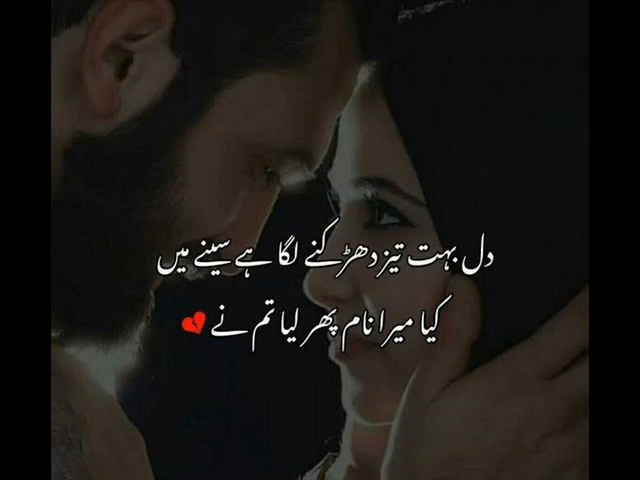 دل بہت تیز دھڑکنے لگا ہے سینے میں
کیا میرا نام پھر لیا تم نے 💔